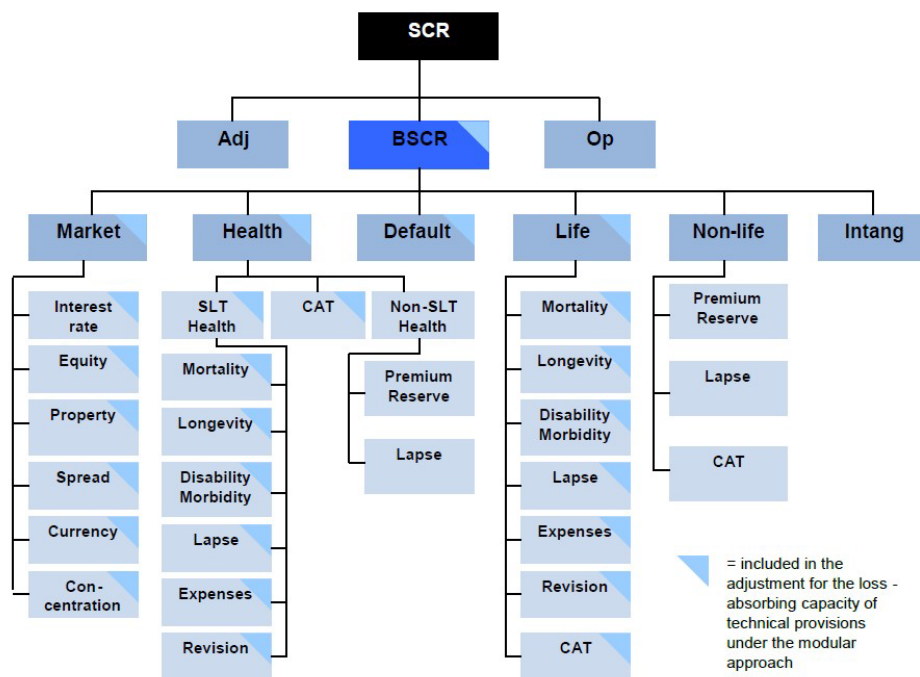 SCR
Adj
BSCR
Op
Market
Health
Default
Life
Non-life
Intang
Interest
rate
Equity
Property
Spread
Currency
Con-
centration
SLT
Health
CAT
Non-SLT
Health
Mortality
Longevity
Disability
Morbidity
Lapse
Expenses
Revision
Premium
Reserve
Lapse
Mortality
Longevity
Disability
Morbidity
Lapse
Expenses
Revision
CAT
Premium
Reserve
Lapse
CAT
= included in the
adjustment for the loss -
absorbing capacity of
technical provisions
under the modular
approach